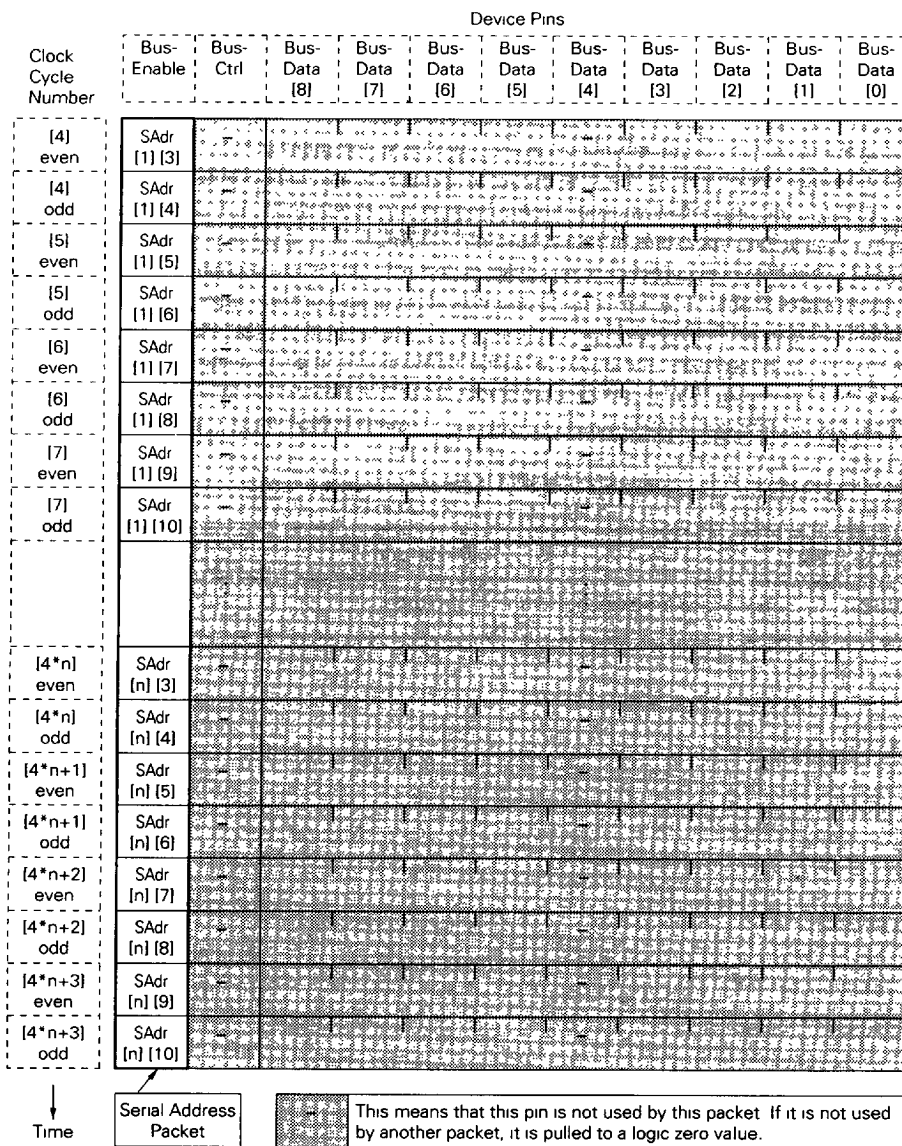 Device Pins
Clock Cycle Number
Bus-Enable Bus-Ctrl Bus-Data [8] Bus-Data [7] Bus-Data [6] Bus-Data [5] Bus-Data [4] Bus-Data [3] Bus-Data [2] Bus-Data [1] Bus-Data [0]
[4] even SAdr [1] [3] - -
[4] odd SAdr [1] [4] - -
[5] even SAdr [1] [5] - -
[5] odd SAdr [1] [6] - -
[6] even SAdr [1] [7] - -
[6] odd SAdr [1] [8] - -
[7] even SAdr [1] [9] - -
[7] odd SAdr [1] [10] - -
[4*n] even SAdr [n] [3] - -
[4*n] odd SAdr [n] [4] - -
[4*n+1] even SAdr [n] [5] - -
[4*n+1] odd SAdr [n] [6] - -
[4*n+2] even SAdr [n] [7] - -
[4*n+2] odd SAdr [n] [8] - -
[4*n+3] even SAdr [n] [9] - -
[4*n+3] odd SAdr [n] [10] - -
Time
Serial Address Packet
- This means that this pin is not used by this packet If it is not used
by another packet, it is pulled to a logic zero value.